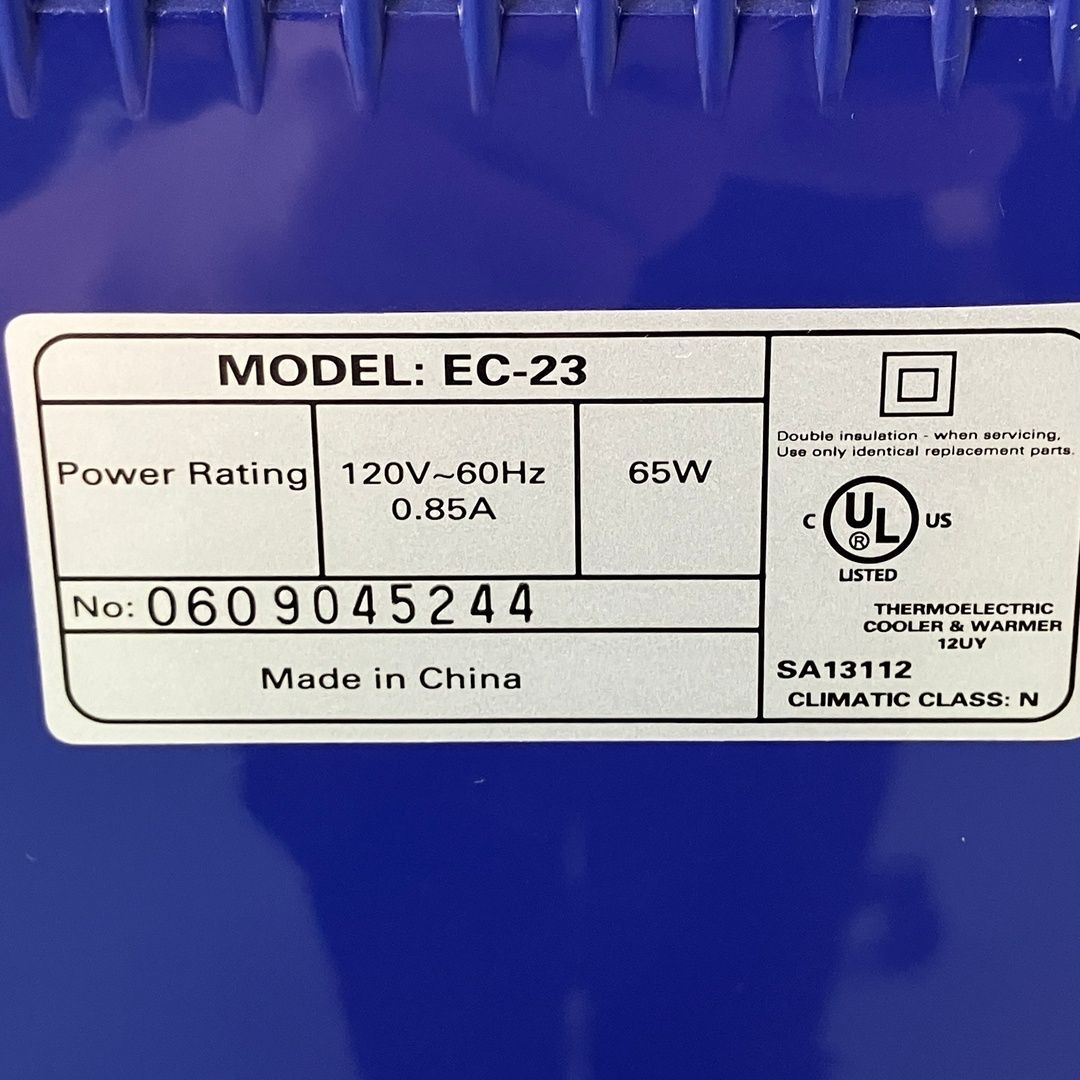 MODEL: EC-23
Power Rating
120V~60Hz
0.85A
65W
No: 0609045244
Made in China
Double insulation - when servicing,
Use only identical replacement parts.
C UL US
®
LISTED
THERMOELECTRIC
COOLER & WARMER
12UY
SA13112
CLIMATIC CLASS: N